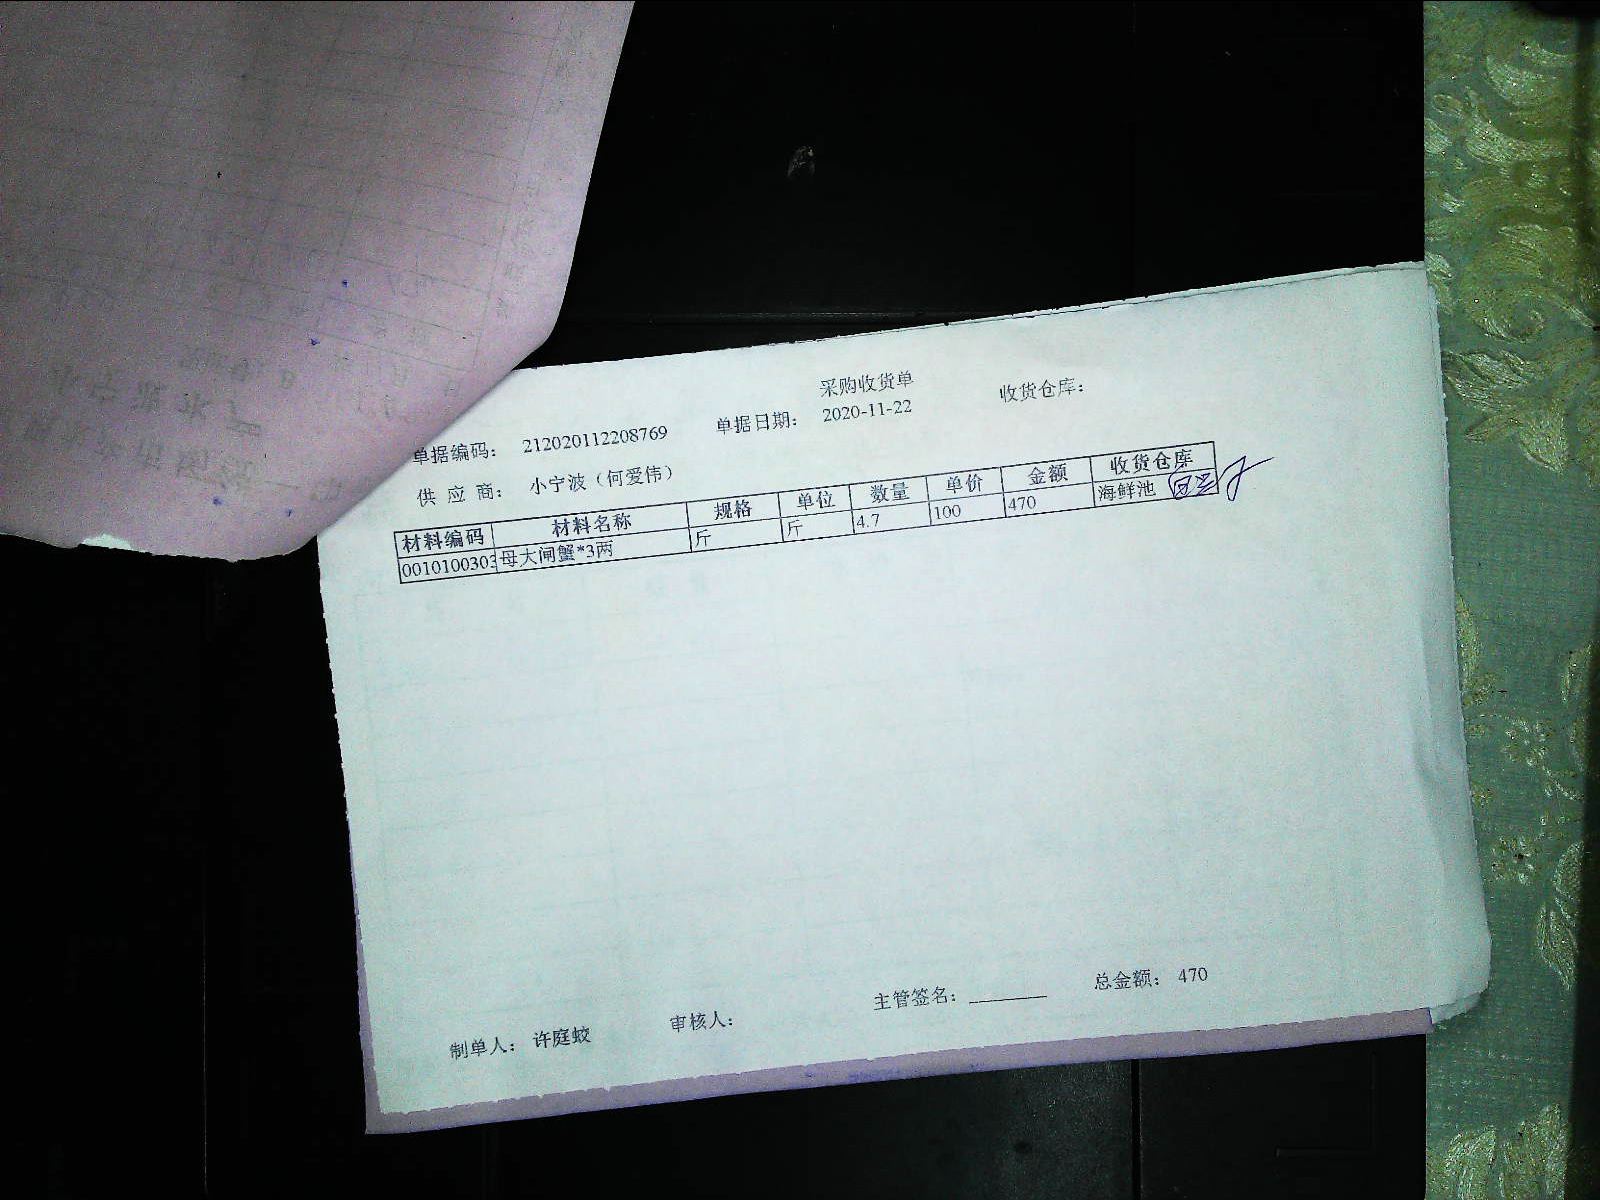 采购收货单
单据编码： 212020112208769 单据日期： 2020-11-22 收货仓库：
供 应 商： 小宁波（何爱伟）
材料编码 材料名称 规格 单位 数量 单价 金额 收货仓库
0010100303 母大闸蟹*3两 斤 斤 4.7 100 470 海鲜池
制单人： 许庭蛟 审核人： 主管签名： 总金额： 470